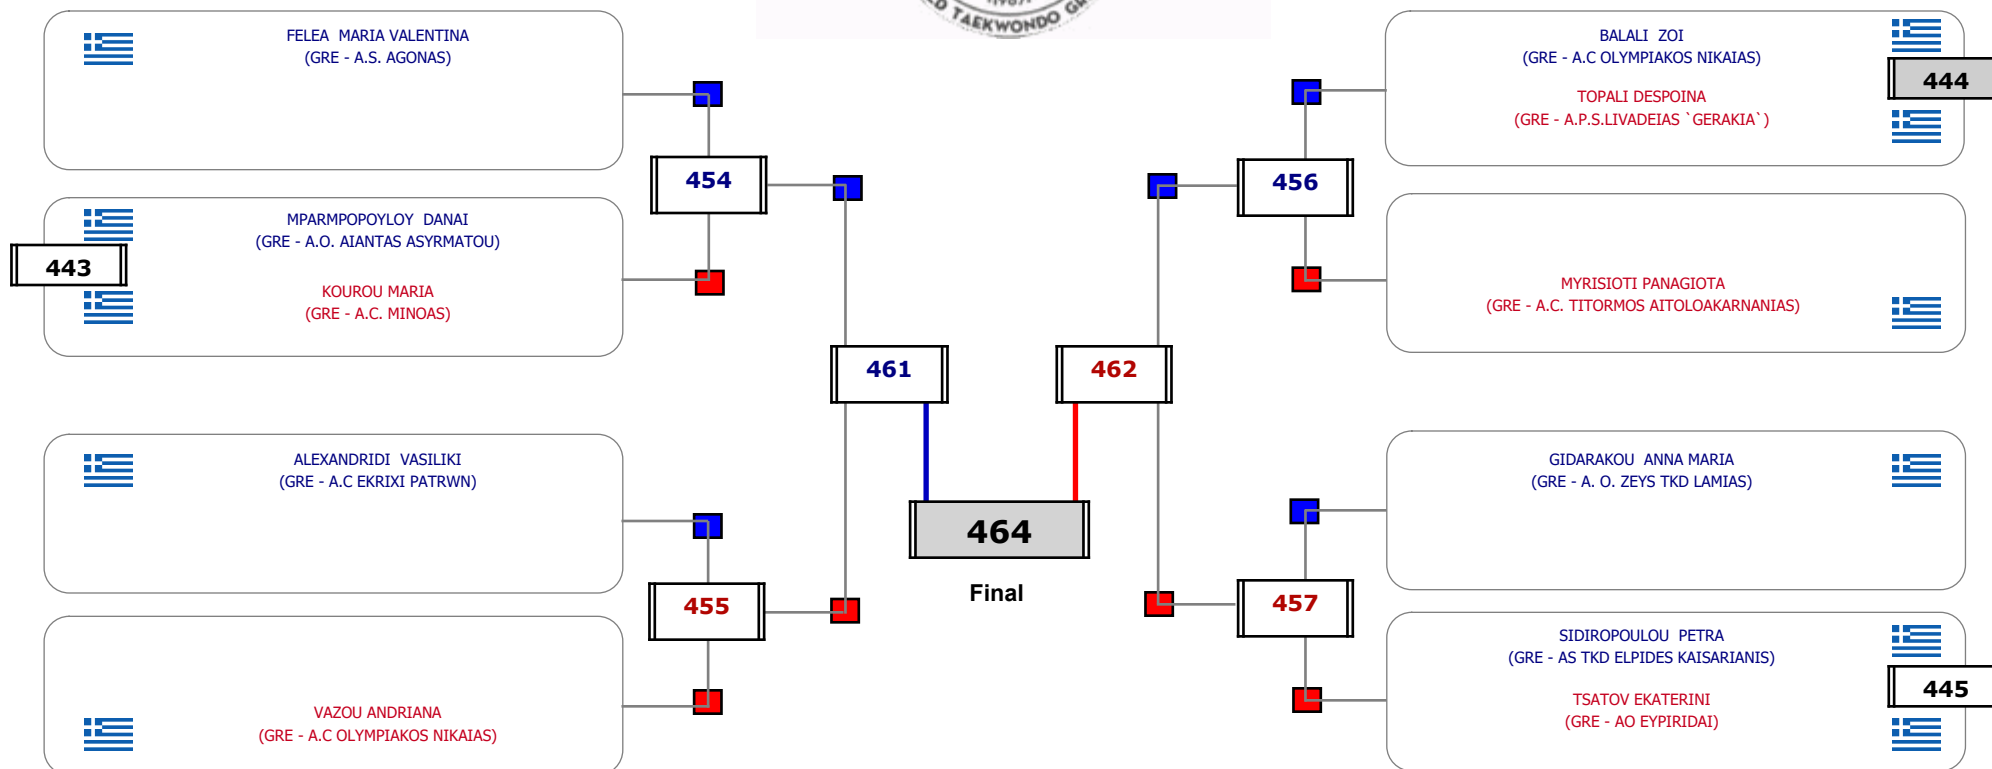 TAEKWONDO
FELEA MARIA VALENTINA
(GRE - A.S. AGONAS)
454
MPARMPOPOYLOY DANAI
(GRE - A.O. AIANTAS ASYRMATOU)
443
KOUROU MARIA
(GRE - A.C. MINOAS)
461
ALEXANDRIDI VASILIKI
(GRE - A.C EKRIXI PATRWN)
455
VAZOU ANDRIANA
(GRE - A.C OLYMPIAKOS NIKAIAS)
464
Final
BALALI ZOI
(GRE - A.C OLYMPIAKOS NIKAIAS)
444
TOPALI DESPOINA
(GRE - A.P.S.LIVADEIAS `GERAKIA`)
456
MYRISIOTI PANAGIOTA
(GRE - A.C. TITORMOS AITOLOAKARNANIAS)
462
GIDARAKOU ANNA MARIA
(GRE - A. O. ZEYS TKD LAMIAS)
457
SIDIROPOULOU PETRA
(GRE - AS TKD ELPIDES KAISARIANIS)
445
TSATOV EKATERINI
(GRE - AO EYPIRIDAI)